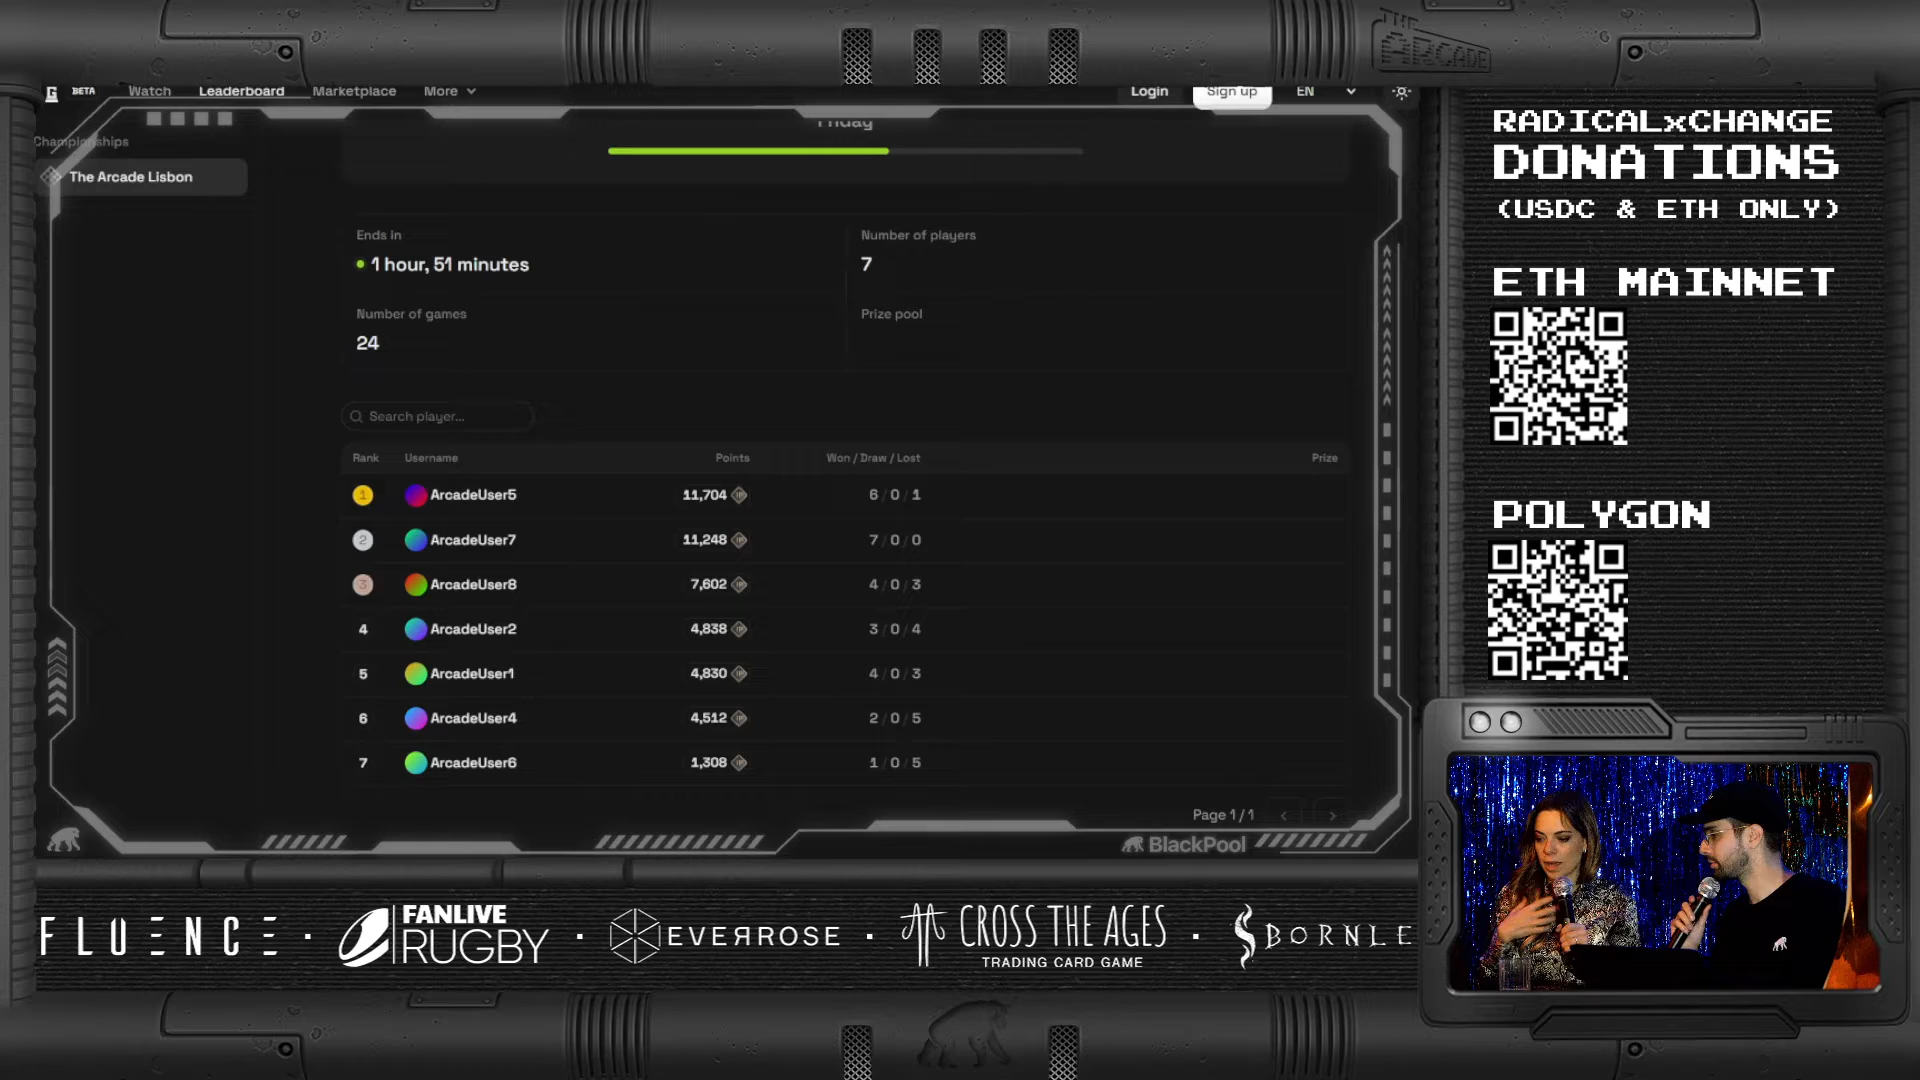 THE
ARCADE
BETA
Watch
Leaderboard
Marketplace
More
Login
Sign up
EN
Championships
The Arcade Lisbon
Friday
Ends in
1 hour, 51 minutes
Number of players
7
Number of games
24
Prize pool
Search player...
Rank Username Points Won / Draw / Lost Prize
1 ArcadeUser5 11,704 6 / 0 / 1
2 ArcadeUser7 11,248 7 / 0 / 0
3 ArcadeUser8 7,602 4 / 0 / 3
4 ArcadeUser2 4,838 3 / 0 / 4
5 ArcadeUser1 4,830 4 / 0 / 3
6 ArcadeUser4 4,512 2 / 0 / 5
7 ArcadeUser6 1,308 1 / 0 / 5
Page 1 / 1
BlackPool
RADICALxCHANGE
DONATIONS
(USDC & ETH ONLY)
ETH MAINNET
POLYGON
FLUENCE · FANLIVE RUGBY · EVEROSE · CROSS THE AGES TRADING CARD GAME · BORNLE